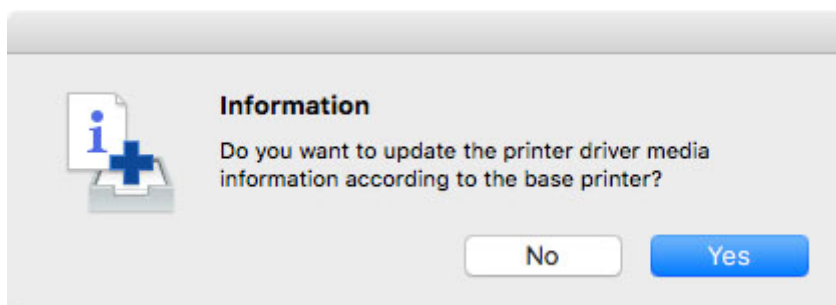 i
Information
Do you want to update the printer driver media
information according to the base printer?
No
Yes